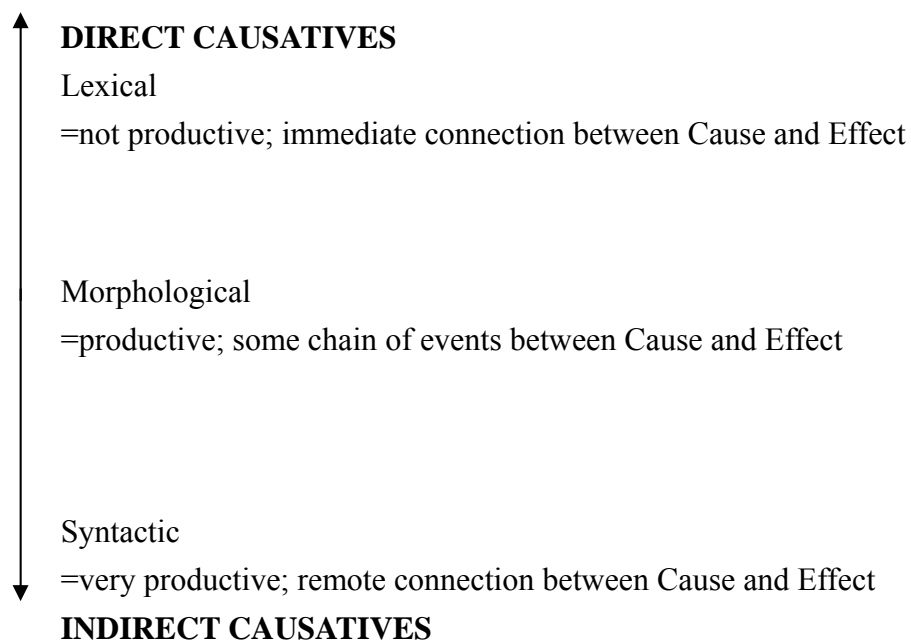 DIRECT CAUSATIVES
Lexical
=not productive; immediate connection between Cause and Effect
Morphological
=productive; some chain of events between Cause and Effect
Syntactic
=very productive; remote connection between Cause and Effect
INDIRECT CAUSATIVES